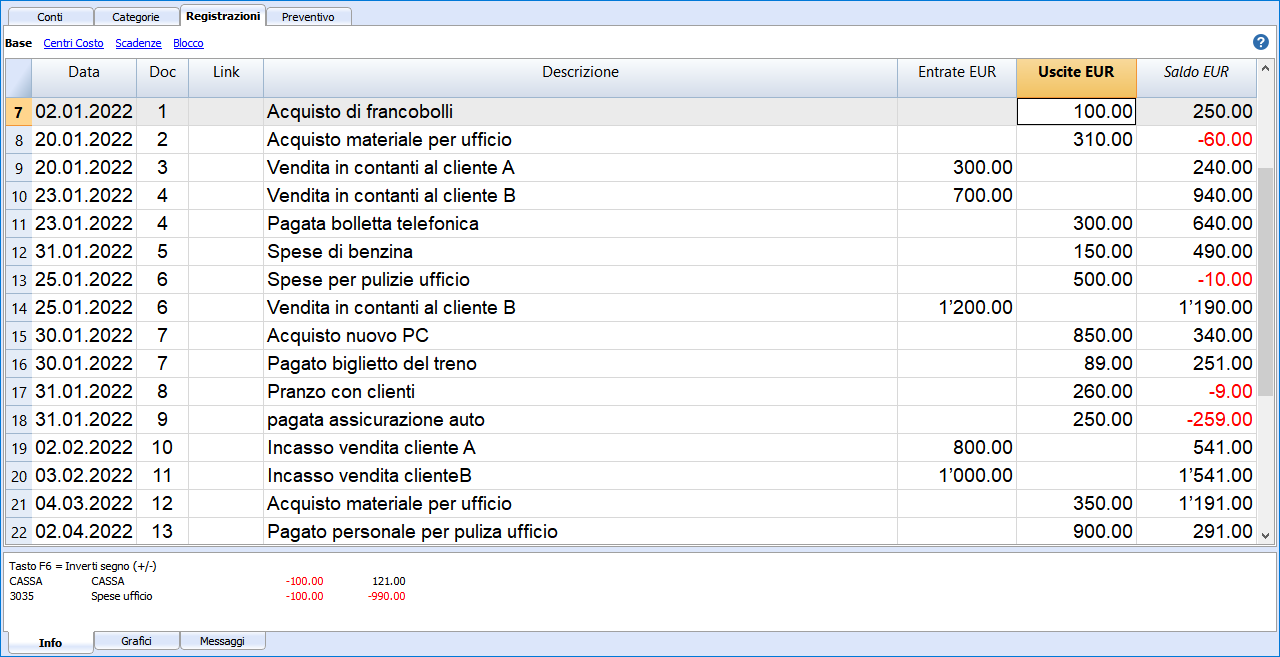 Conti Categorie Registrazioni Preventivo
Base Centri Costo Scadenze Blocco ?
Data Doc Link Descrizione Entrate EUR Uscite EUR Saldo EUR
7 02.01.2022 1 Acquisto di francobolli 100.00 250.00
8 20.01.2022 2 Acquisto materiale per ufficio 310.00 -60.00
9 20.01.2022 3 Vendita in contanti al cliente A 300.00 240.00
10 23.01.2022 4 Vendita in contanti al cliente B 700.00 940.00
11 23.01.2022 4 Pagata bolletta telefonica 300.00 640.00
12 31.01.2022 5 Spese di benzina 150.00 490.00
13 25.01.2022 6 Spese per pulizie ufficio 500.00 -10.00
14 25.01.2022 6 Vendita in contanti al cliente B 1’200.00 1’190.00
15 30.01.2022 7 Acquisto nuovo PC 850.00 340.00
16 30.01.2022 7 Pagato biglietto del treno 89.00 251.00
17 31.01.2022 8 Pranzo con clienti 260.00 -9.00
18 31.01.2022 9 pagata assicurazione auto 250.00 -259.00
19 02.02.2022 10 Incasso vendita cliente A 800.00 541.00
20 03.02.2022 11 Incasso vendita clienteB 1’000.00 1’541.00
21 04.03.2022 12 Acquisto materiale per ufficio 350.00 1’191.00
22 02.04.2022 13 Pagato personale per puliza ufficio 900.00 291.00
Tasto F6 = Inverti segno (+/-)
CASSA CASSA -100.00 121.00
3035 Spese ufficio -100.00 -990.00
Info Grafici Messaggi